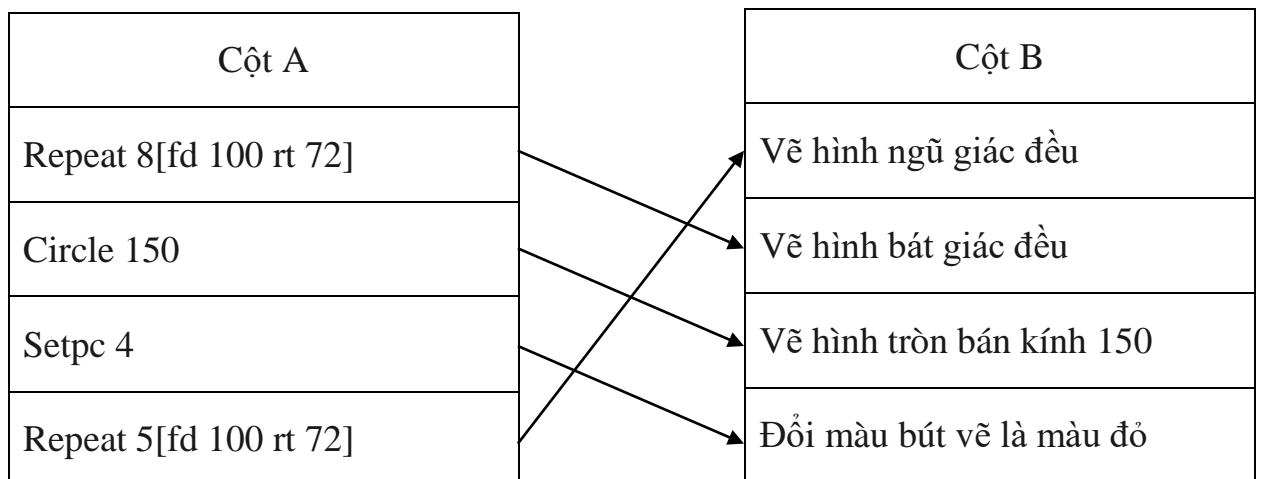 Cột A
Repeat 8[fd 100 rt 72]
Circle 150
Setpc 4
Repeat 5[fd 100 rt 72]
Cột B
Vẽ hình ngũ giác đều
Vẽ hình bát giác đều
Vẽ hình tròn bán kính 150
Đổi màu bút vẽ là màu đỏ